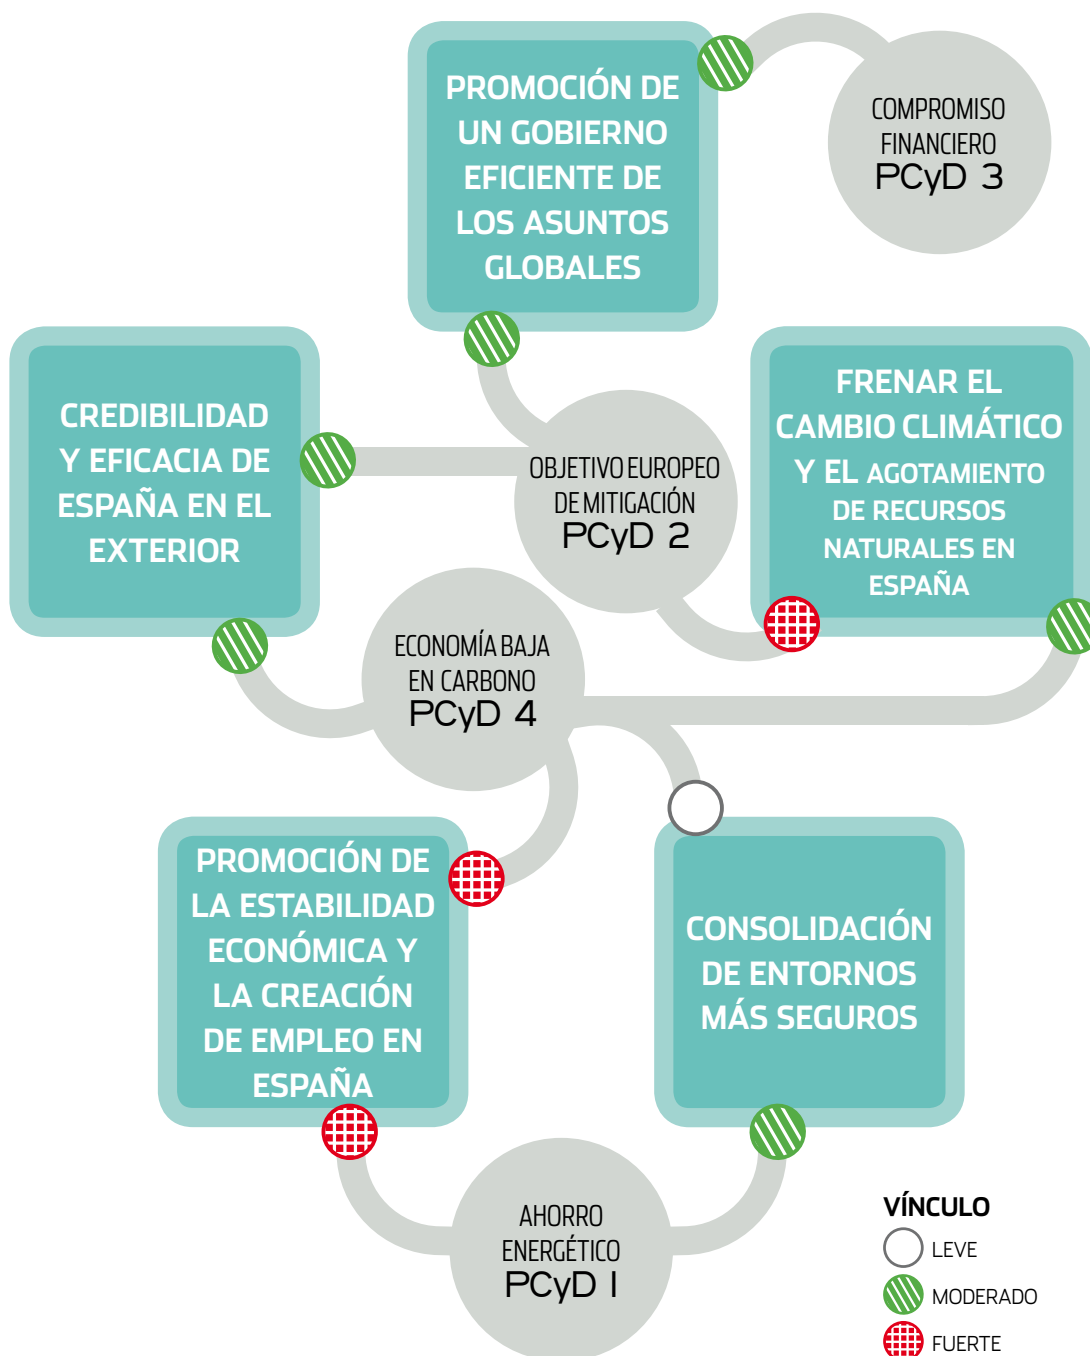 PROMOCIÓN DE
UN GOBIERNO
EFICIENTE DE
LOS ASUNTOS
GLOBALES
COMPROMISO
FINANCIERO
PCyD 3
CREDIBILIDAD
Y EFICACIA DE
ESPAÑA EN EL
EXTERIOR
OBJETIVO EUROPEO
DE MITIGACIÓN
PCyD 2
FRENAR EL
CAMBIO CLIMÁTICO
Y EL AGOTAMIENTO
DE RECURSOS
NATURALES EN
ESPAÑA
ECONOMÍA BAJA
EN CARBONO
PCyD 4
PROMOCIÓN DE
LA ESTABILIDAD
ECONÓMICA Y
LA CREACIÓN
DE EMPLEO EN
ESPAÑA
CONSOLIDACIÓN
DE ENTORNOS
MÁS SEGUROS
AHORRO
ENERGÉTICO
PCyD 1
VÍNCULO
LEVE
MODERADO
FUERTE